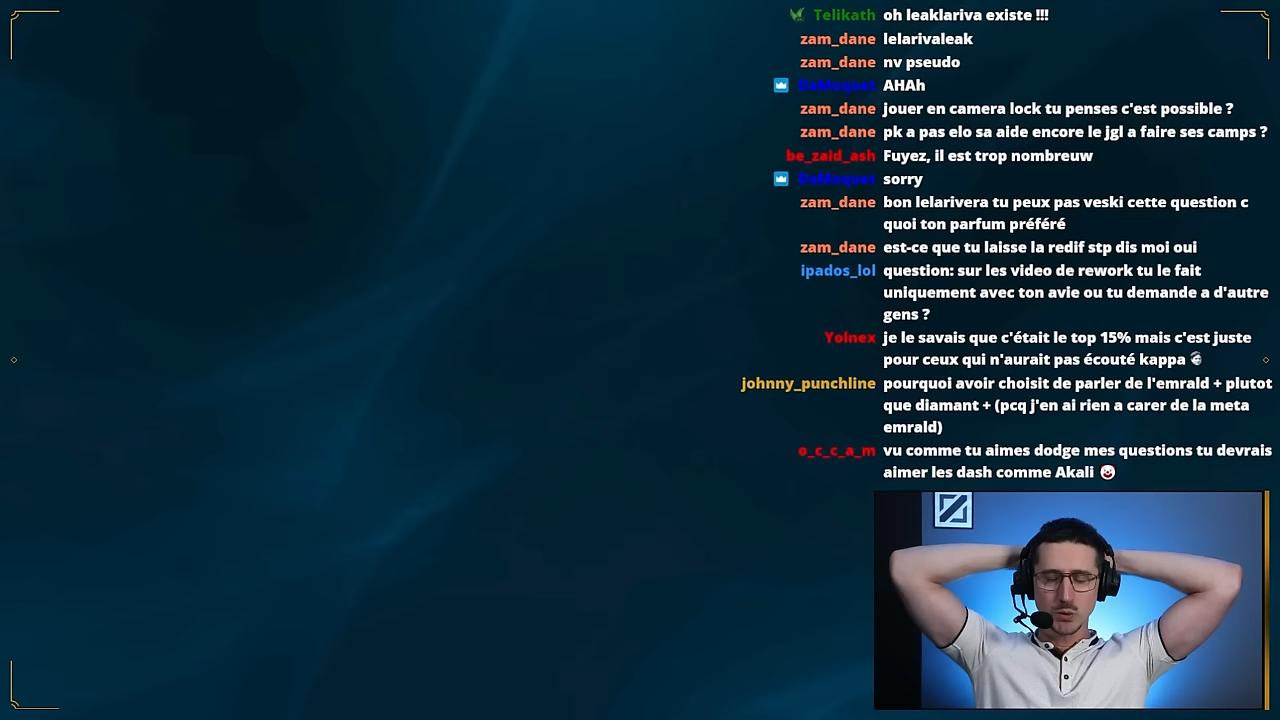 Telikath oh leaklariva existe !!!
zam_dane lelarivaleak
zam_dane nv pseudo
DaMoquet AHAh
zam_dane jouer en camera lock tu penses c'est possible ?
zam_dane pk a pas elo sa aide encore le jgl a faire ses camps ?
be_zaid_ash Fuyez, il est trop nombreuw
DaMoquet sorry
zam_dane bon lelarivera tu peux pas veski cette question c
quoi ton parfum préféré
zam_dane est-ce que tu laisse la redif stp dis moi oui
ipados_lol question: sur les video de rework tu le fait
uniquement avec ton avie ou tu demande a d'autre
gens ?
Yolnex je le savais que c'était le top 15% mais c'est juste
pour ceux qui n'aurait pas écouté kappa
johnny_punchline pourquoi avoir choisit de parler de l'emrald + plutot
que diamant + (pcq j'en ai rien a carer de la meta
emrald)
o_c_c_a_m vu comme tu aimes dodge mes questions tu devrais
aimer les dash comme Akali